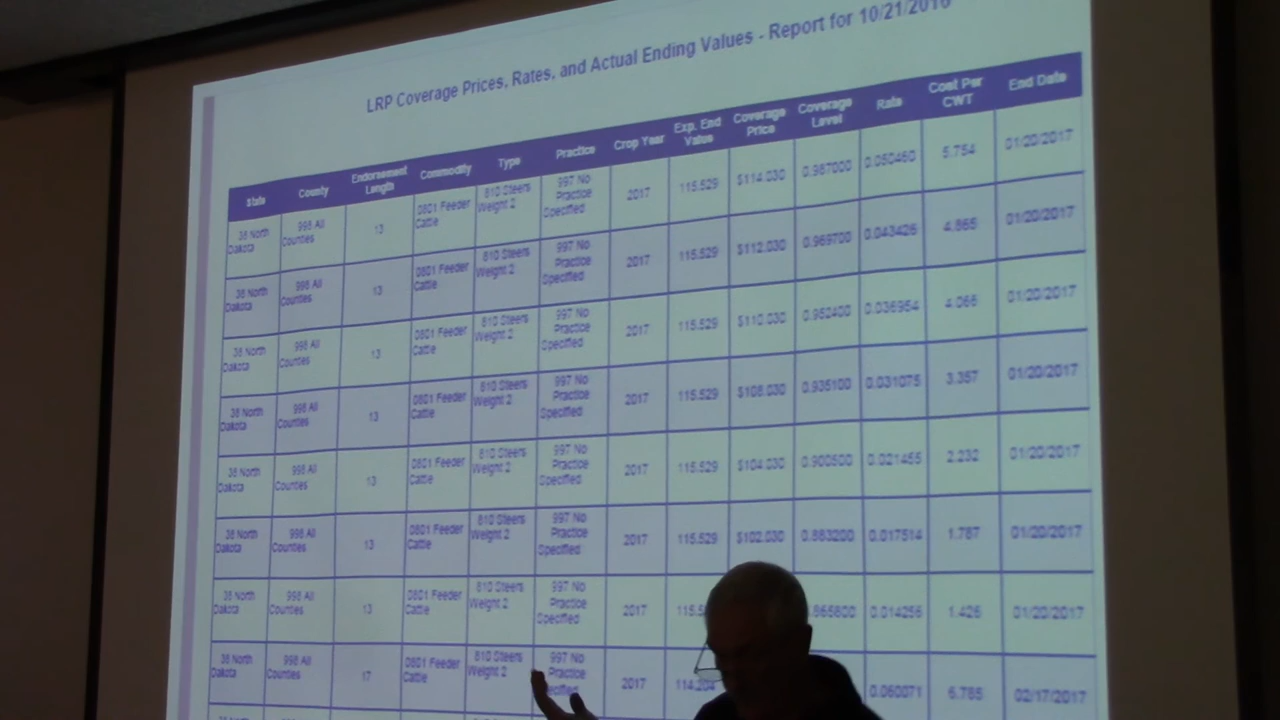 LRP Coverage Prices, Rates, and Actual Ending Values - Report for 10/21/2016
State County Endorsement Length Commodity Type Practice Crop Year Exp. End Value Coverage Price Coverage Level Rate Cost Per CWT End Date
38 North Dakota 998 All Counties 13 0801 Feeder Cattle 810 Steers Weight 2 997 No Practice Specified 2017 115.529 $114.030 0.987000 0.050460 5.754 01/20/2017
38 North Dakota 998 All Counties 13 0801 Feeder Cattle 810 Steers Weight 2 997 No Practice Specified 2017 115.529 $112.030 0.969700 0.043426 4.865 01/20/2017
38 North Dakota 998 All Counties 13 0801 Feeder Cattle 810 Steers Weight 2 997 No Practice Specified 2017 115.529 $110.030 0.952400 0.036954 4.066 01/20/2017
38 North Dakota 998 All Counties 13 0801 Feeder Cattle 810 Steers Weight 2 997 No Practice Specified 2017 115.529 $108.030 0.935100 0.031075 3.357 01/20/2017
38 North Dakota 998 All Counties 13 0801 Feeder Cattle 810 Steers Weight 2 997 No Practice Specified 2017 115.529 $104.030 0.900500 0.021455 2.232 01/20/2017
38 North Dakota 998 All Counties 13 0801 Feeder Cattle 810 Steers Weight 2 997 No Practice Specified 2017 115.529 $102.030 0.883200 0.017514 1.787 01/20/2017
38 North Dakota 998 All Counties 13 0801 Feeder Cattle 810 Steers Weight 2 997 No Practice Specified 2017 0.014256 1.426 01/20/2017
38 North Dakota 998 All Counties 17 0801 Feeder Cattle 810 Steers Weight 2 997 No Practice 2017 114.204 0.060071 6.785 02/17/2017